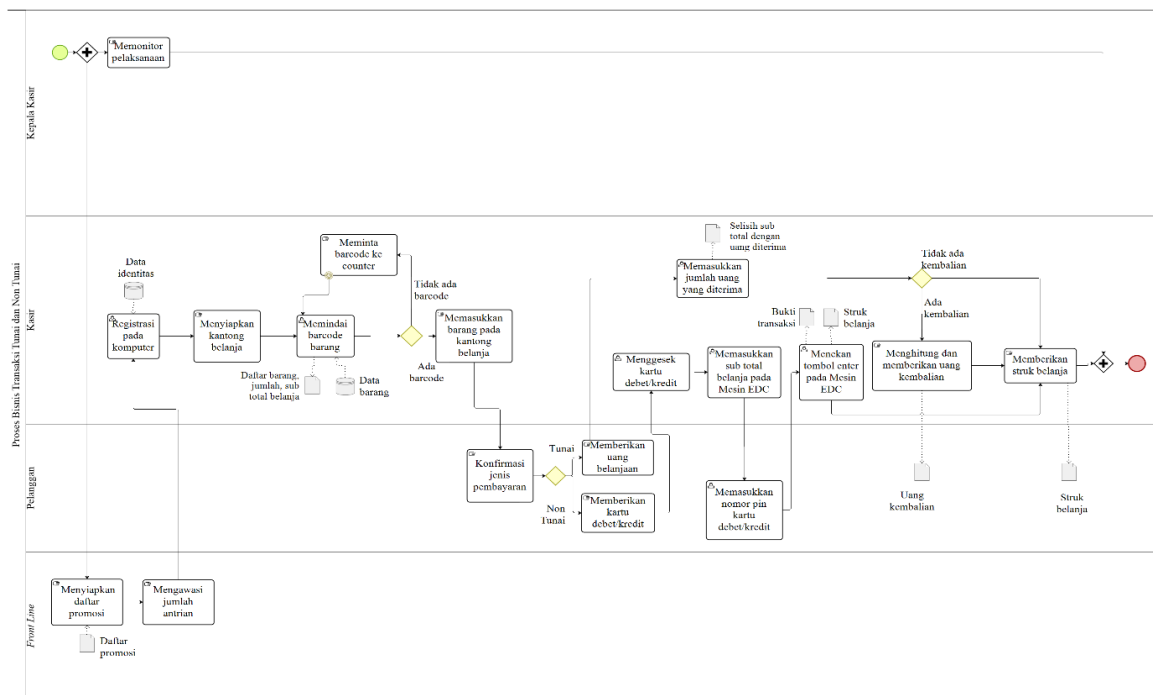 Proses Bisnis Transaksi Tunai dan Non Tunai
Kepala Kasir
Memonitor
pelaksanaan
Kasir
Data
identitas
Registrasi
pada
komputer
Menyiapkan
kantong
belanja
Meminta
barcode ke
counter
Tidak ada
barcode
Memindai
barcode
barang
Ada
barcode
Daftar barang,
jumlah, sub
total belanja
Data
barang
Memasukkan
barang pada
kantong
belanja
Selisih sub
total dengan
uang diterima
Memasukkan
jumlah uang
yang diterima
Menggesek
kartu
debet/kredit
Memasukkan
sub total
belanja pada
Mesin EDC
Bukti
transaksi
Struk
belanja
Menekan
tombol enter
pada Mesin
EDC
Tidak ada
kembalian
Ada
kembalian
Menghitung dan
memberikan uang
kembalian
Memberikan
struk belanja
Pelanggan
Konfirmasi
jenis
pembayaran
Tunai
Non
Tunai
Memberikan
uang
belanjaan
Memberikan
kartu
debet/kredit
Memasukkan
nomor pin
kartu
debet/kredit
Uang
kembalian
Struk
belanja
Front Line
Menyiapkan
daftar
promosi
Daftar
promosi
Mengawasi
jumlah
antrian